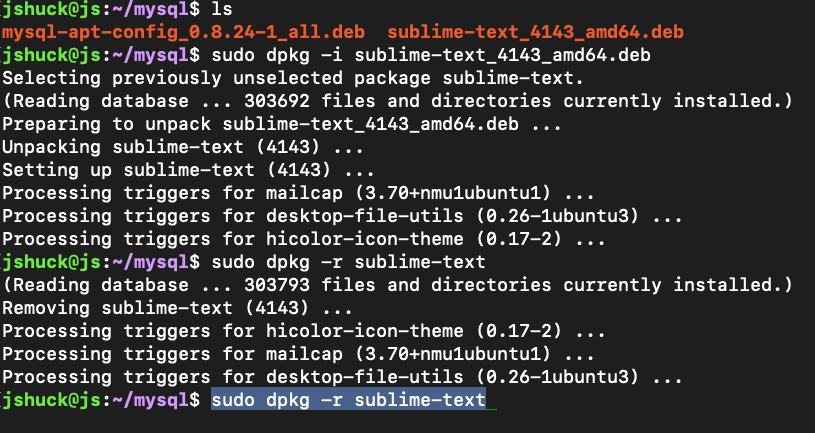 jshuck@js:~/mysql$ ls
mysql-apt-config_0.8.24-1_all.deb  sublime-text_4143_amd64.deb
jshuck@js:~/mysql$ sudo dpkg -i sublime-text_4143_amd64.deb
Selecting previously unselected package sublime-text.
(Reading database ... 303692 files and directories currently installed.)
Preparing to unpack sublime-text_4143_amd64.deb ...
Unpacking sublime-text (4143) ...
Setting up sublime-text (4143) ...
Processing triggers for mailcap (3.70+nmu1ubuntu1) ...
Processing triggers for desktop-file-utils (0.26-1ubuntu3) ...
Processing triggers for hicolor-icon-theme (0.17-2) ...
jshuck@js:~/mysql$ sudo dpkg -r sublime-text
(Reading database ... 303793 files and directories currently installed.)
Removing sublime-text (4143) ...
Processing triggers for hicolor-icon-theme (0.17-2) ...
Processing triggers for mailcap (3.70+nmu1ubuntu1) ...
Processing triggers for desktop-file-utils (0.26-1ubuntu3) ...
jshuck@js:~/mysql$ sudo dpkg -r sublime-text